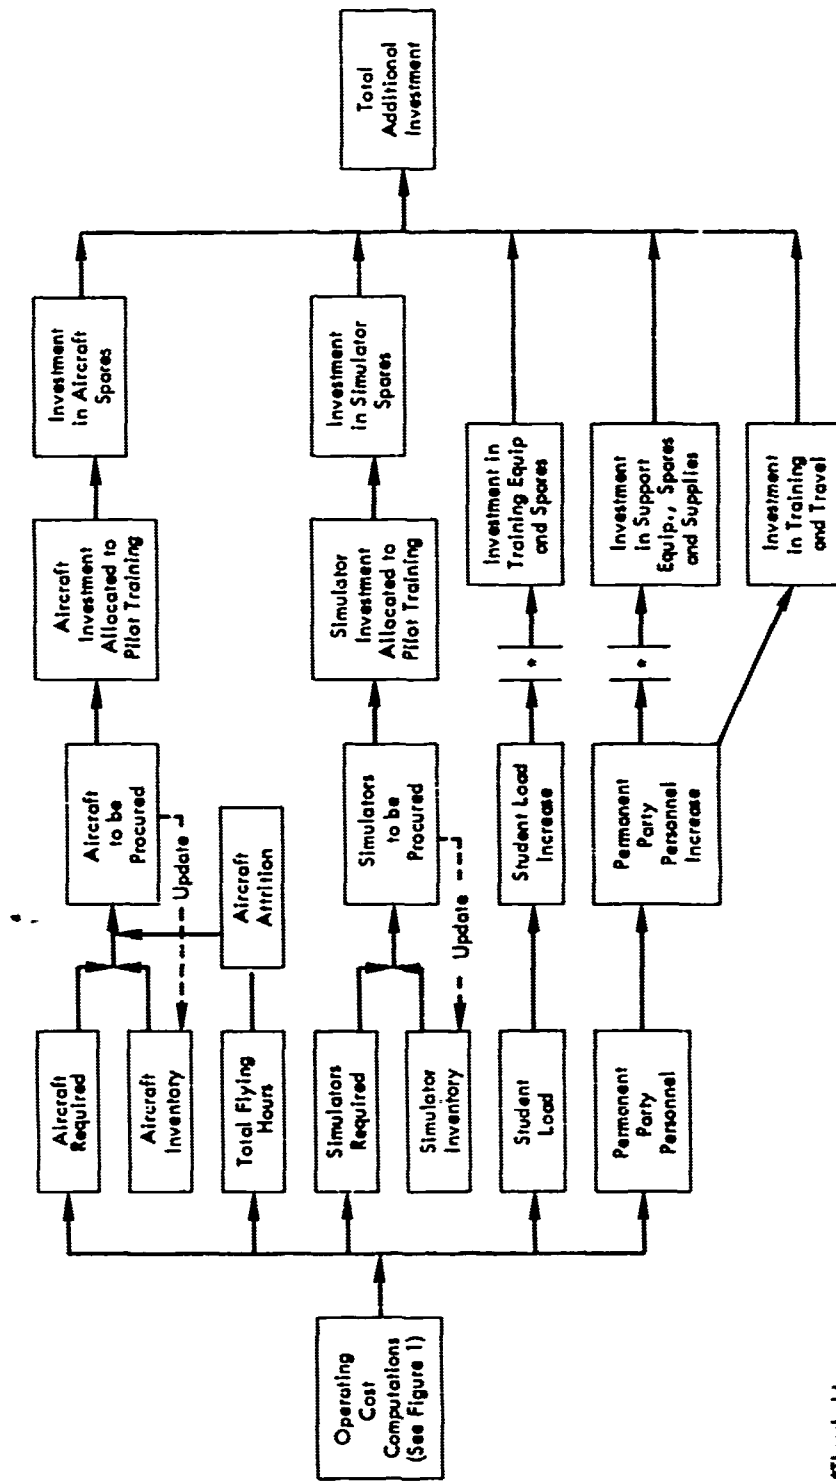 Operating
Cost
Computations
(See Figure 1)
Aircraft
Required
Aircraft
Inventory
Total Flying
Hours
Simulators
Required
Simulator
Inventory
Student
Load
Permanent
Party
Personnel
Aircraft
to be
Procured
Update
Aircraft
Attrition
Simulators
to be
Procured
Update
Student Load
Increase
Permanent
Party
Personnel
Increase
*
*
Aircraft
Investment
Allocated to
Pilot Training
Simulator
Investment
Allocated to
Pilot Training
Investment in
Training Equip
and Spares
Investment
in Support
Equip., Spares
and Supplies
Investment
in Training
and Travel
Investment
in Aircraft
Spares
Investment
in Simulator
Spares
Total
Additional
Investment